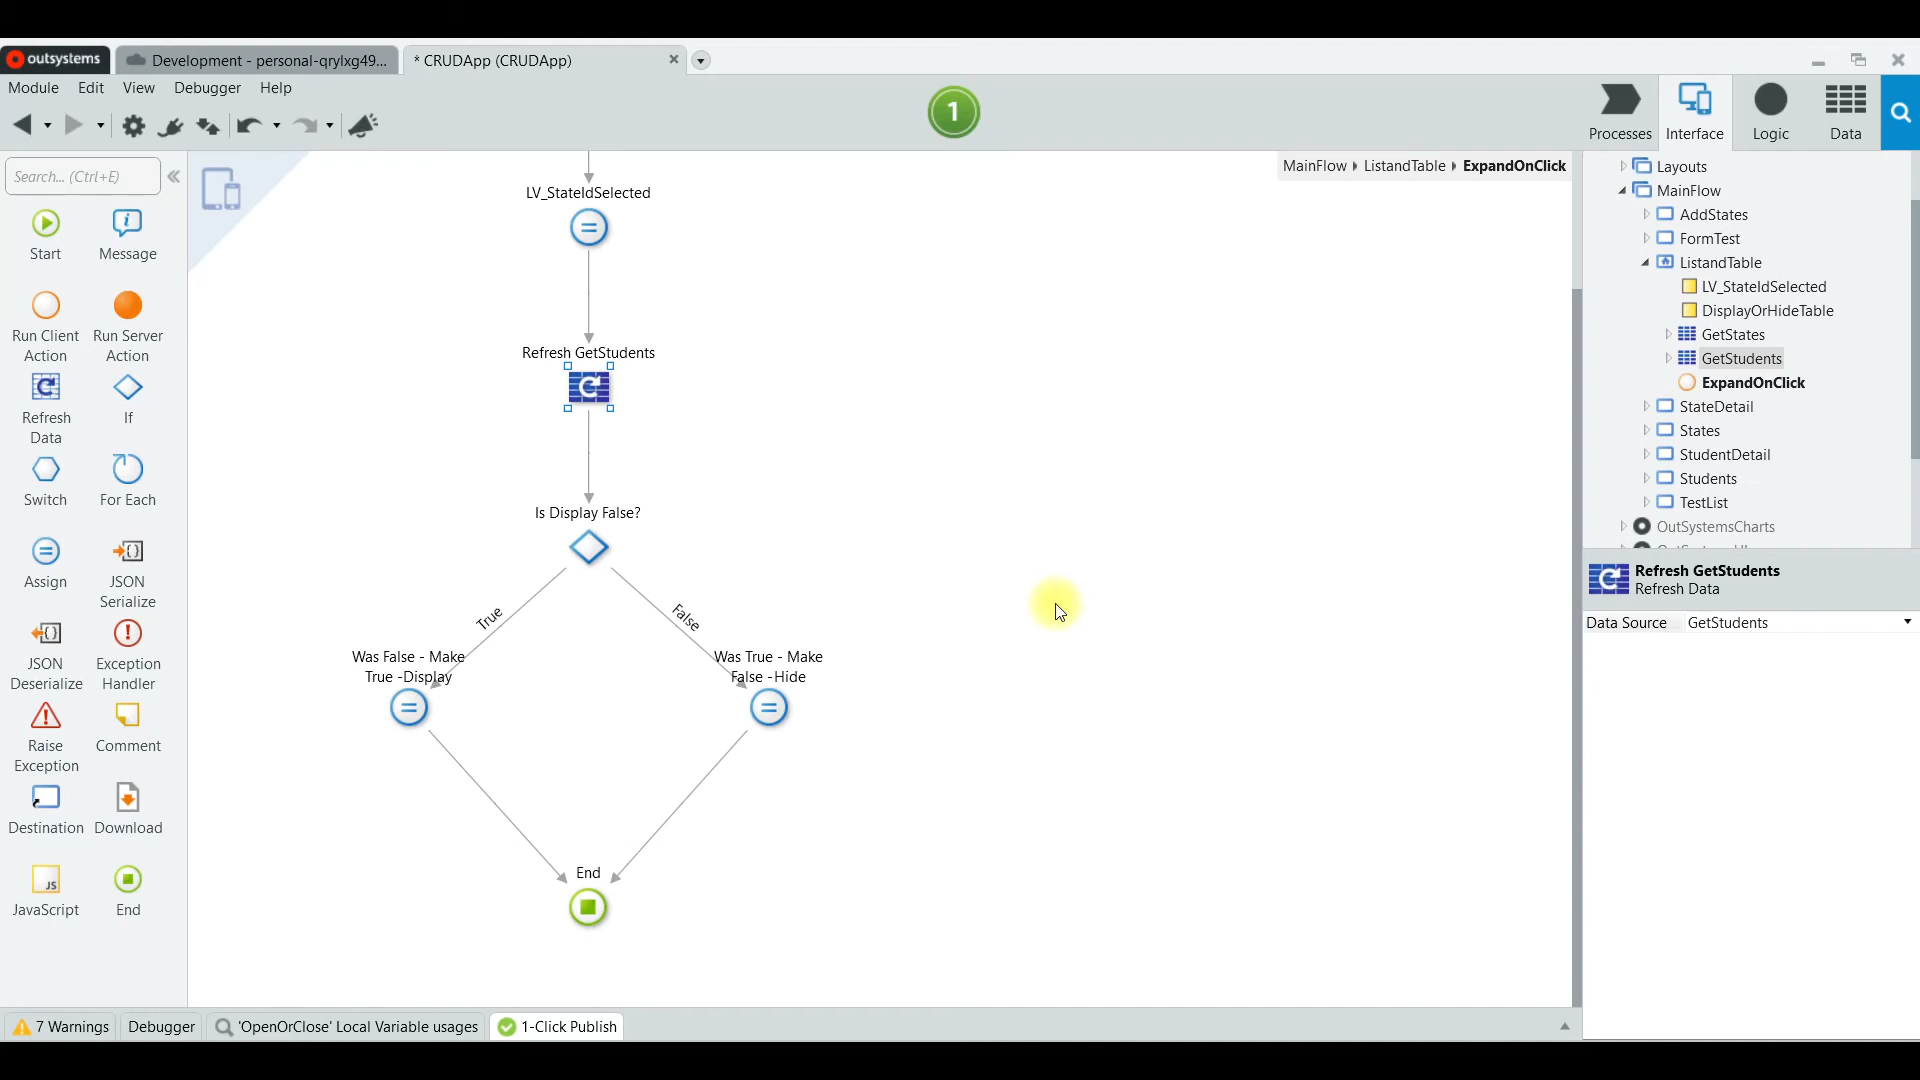 outsystems
Development - personal-qrylxg49...
* CRUDApp (CRUDApp)
Module
Edit
View
Debugger
Help
1
Processes
Interface
Logic
Data
Search... (Ctrl+E)
Start
Message
Run Client
Action
Run Server
Action
Refresh
Data
If
Switch
For Each
Assign
JSON
Serialize
JSON
Deserialize
Exception
Handler
Raise
Exception
Comment
Destination
Download
JS
JavaScript
End
MainFlow
ListandTable
ExpandOnClick
LV_StateIdSelected
Refresh GetStudents
Is Display False?
True
False
Was False - Make
True -Display
Was True - Make
False -Hide
End
Layouts
MainFlow
AddStates
FormTest
ListandTable
LV_StateIdSelected
DisplayOrHideTable
GetStates
GetStudents
ExpandOnClick
StateDetail
States
StudentDetail
Students
TestList
OutSystemsCharts
Refresh GetStudents
Refresh Data
Data Source
GetStudents
7 Warnings
Debugger
'OpenOrClose' Local Variable usages
1-Click Publish